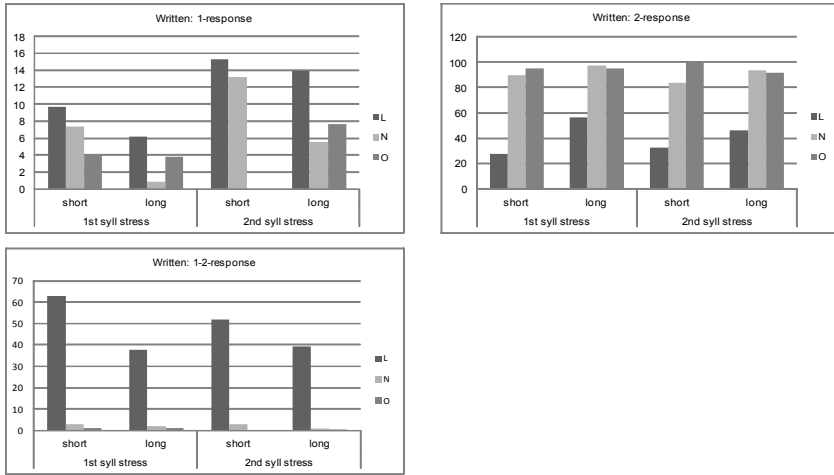 Written: 1-response
18
16
14
12
10
8
6
4
2
0
L
N
O
short long short long
1st syll stress 2nd syll stress
Written: 2-response
120
100
80
60
40
20
0
L
N
O
short long short long
1st syll stress 2nd syll stress
Written: 1-2-response
70
60
50
40
30
20
10
0
L
N
O
short long short long
1st syll stress 2nd syll stress